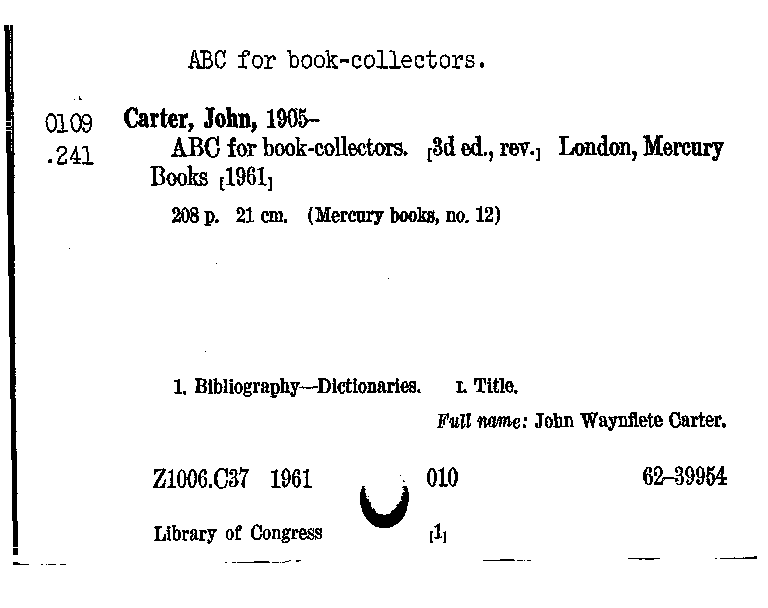 ABC for book-collectors.
0109 Carter, John, 1905–
.241 ABC for book-collectors. [3d ed., rev.] London, Mercury
Books [1961]
208 p. 21 cm. (Mercury books, no. 12)
1. Bibliography—Dictionaries. I. Title.
Full name: John Waynflete Carter.
Z1006.C37 1961 010 62–39954
Library of Congress [1]